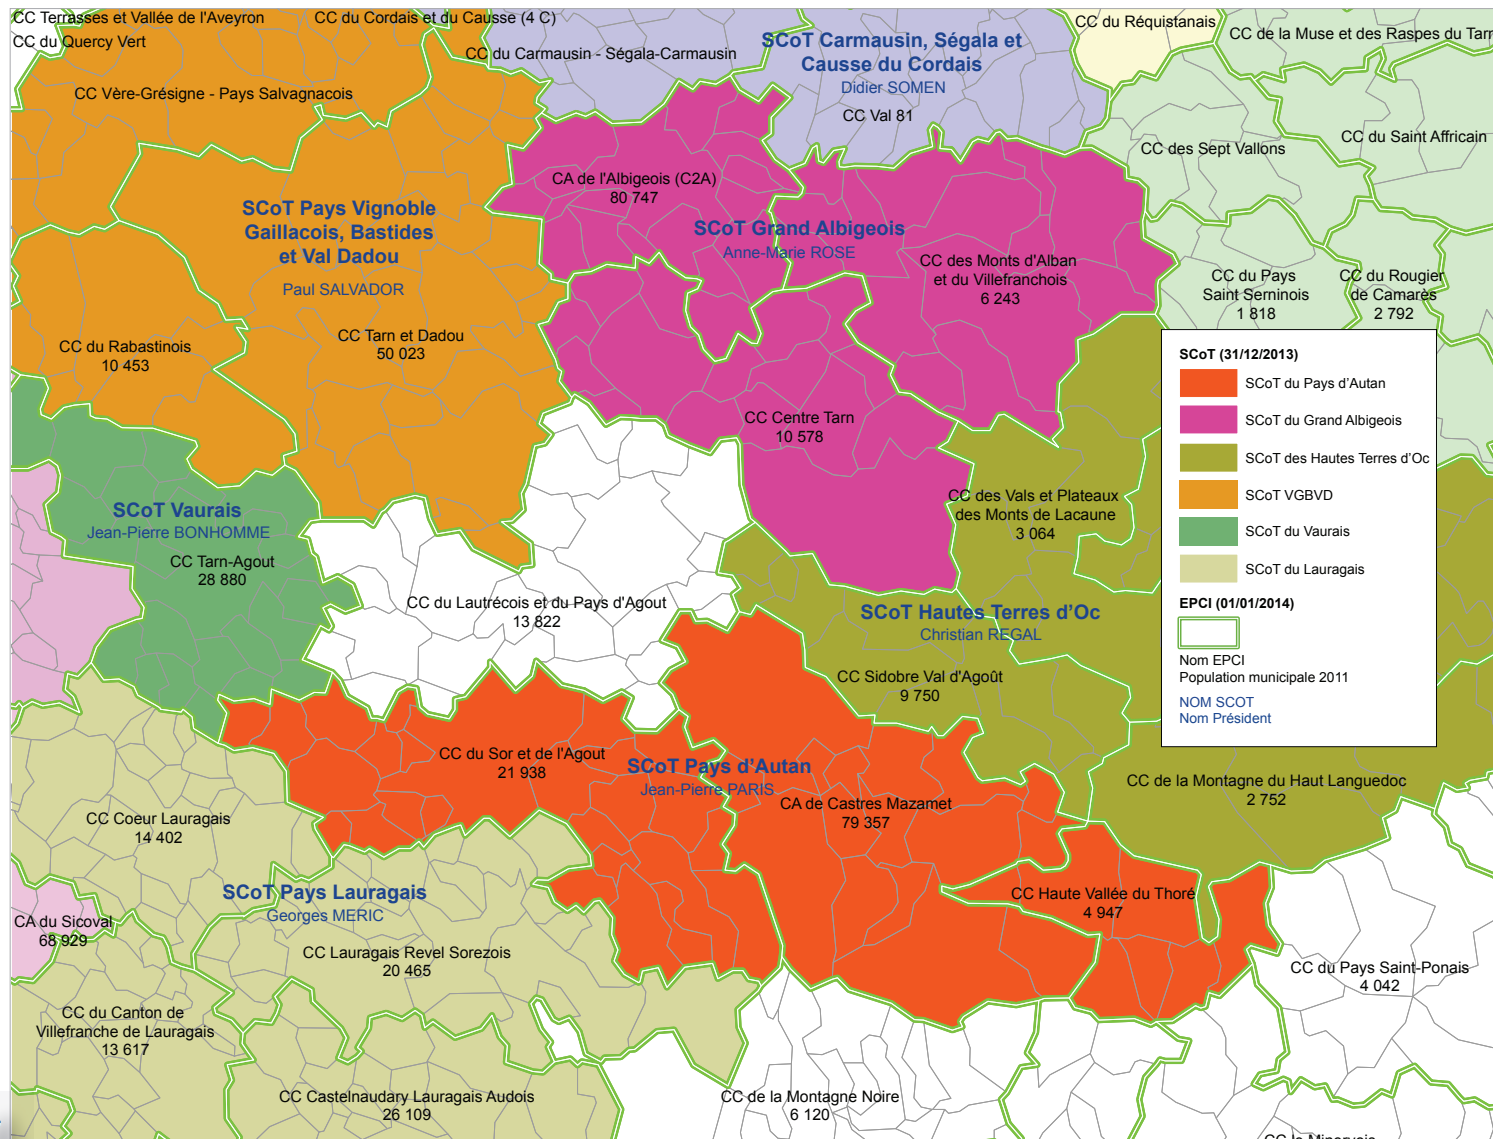 CC Terrasses et Vallée de l'Aveyron
CC du Quercy Vert
CC du Cordais et du Causse (4 C)
CC du Carmausin - Ségala-Carmausin
SCoT Carmausin, Ségala et
Causse du Cordais
Didier SOMEN
CC Val 81
CC du Réquistanais
CC de la Muse et des Raspes du Tarn
CC Vère-Grésigne - Pays Salvagnacois
CC des Sept Vallons
CC du Saint Affricain
CA de l'Albigeois (C2A)
80 747
SCoT Pays Vignoble
Gaillacois, Bastides
et Val Dadou
Paul SALVADOR
SCoT Grand Albigeois
Anne-Marie ROSE
CC des Monts d'Alban
et du Villefranchois
6 243
CC du Pays
Saint Serninois
1 818
CC du Rougier
de Camarès
2 792
CC du Rabastinois
10 453
CC Tarn et Dadou
50 023
CC Centre Tarn
10 578
SCoT (31/12/2013)
SCoT du Pays d'Autan
SCoT du Grand Albigeois
SCoT des Hautes Terres d'Oc
SCoT VGBVD
SCoT du Vaurais
SCoT du Lauragais
EPCI (01/01/2014)
Nom EPCI
Population municipale 2011
NOM SCOT
Nom Président
SCoT Vaurais
Jean-Pierre BONHOMME
CC Tarn-Agout
28 880
CC des Vals et Plateaux
des Monts de Lacaune
3 064
CC du Lautrécois et du Pays d'Agout
13 822
SCoT Hautes Terres d'Oc
Christian REGAL
CC Sidobre Val d'Agoût
9 750
CC du Sor et de l'Agout
21 938
SCoT Pays d'Autan
Jean-Pierre PARIS
CA de Castres Mazamet
79 357
CC de la Montagne du Haut Languedoc
2 752
CC Coeur Lauragais
14 402
SCoT Pays Lauragais
Georges MERIC
CC Haute Vallée du Thoré
4 947
CA du Sicoval
68 929
CC Lauragais Revel Sorezois
20 465
CC du Pays Saint-Ponais
4 042
CC du Canton de
Villefranche de Lauragais
13 617
CC Castelnaudary Lauragais Audois
26 109
CC de la Montagne Noire
6 120
CC le Minervois